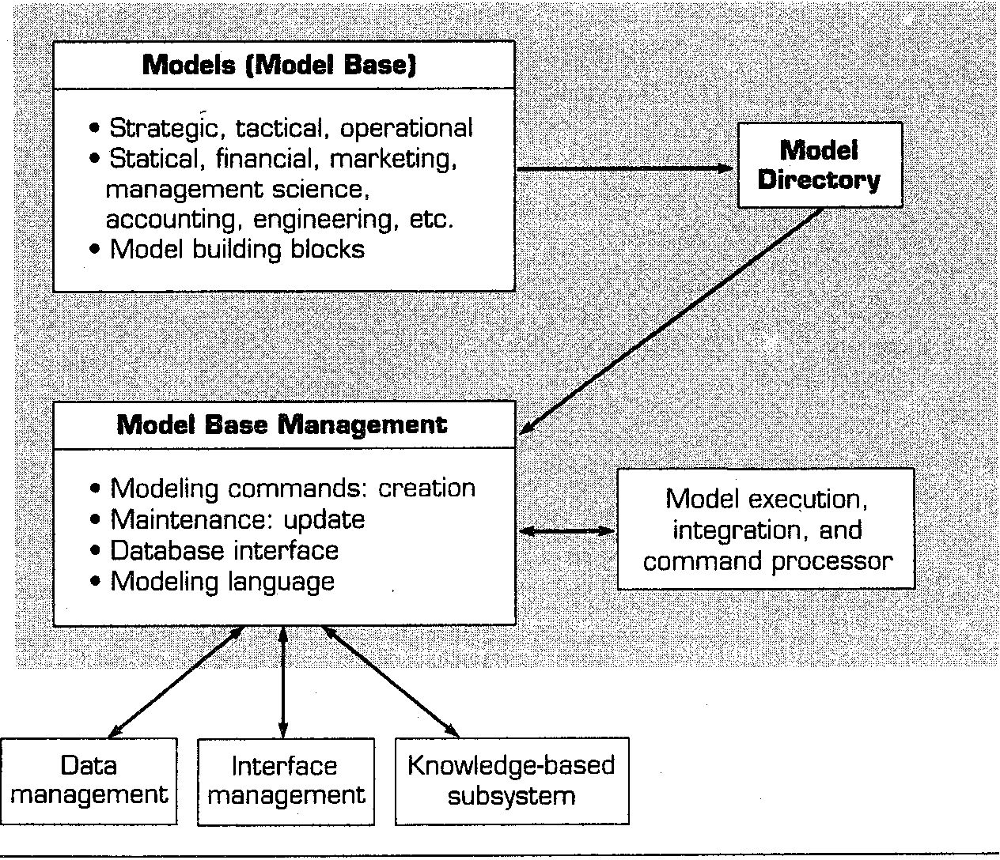 Models (Model Base)
• Strategic, tactical, operational
• Statical, financial, marketing,
management science,
accounting, engineering, etc.
• Model building blocks
Model
Directory
Model Base Management
• Modeling commands: creation
• Maintenance: update
• Database interface
• Modeling language
Model execution,
integration, and
command processor
Data
management
Interface
management
Knowledge-based
subsystem